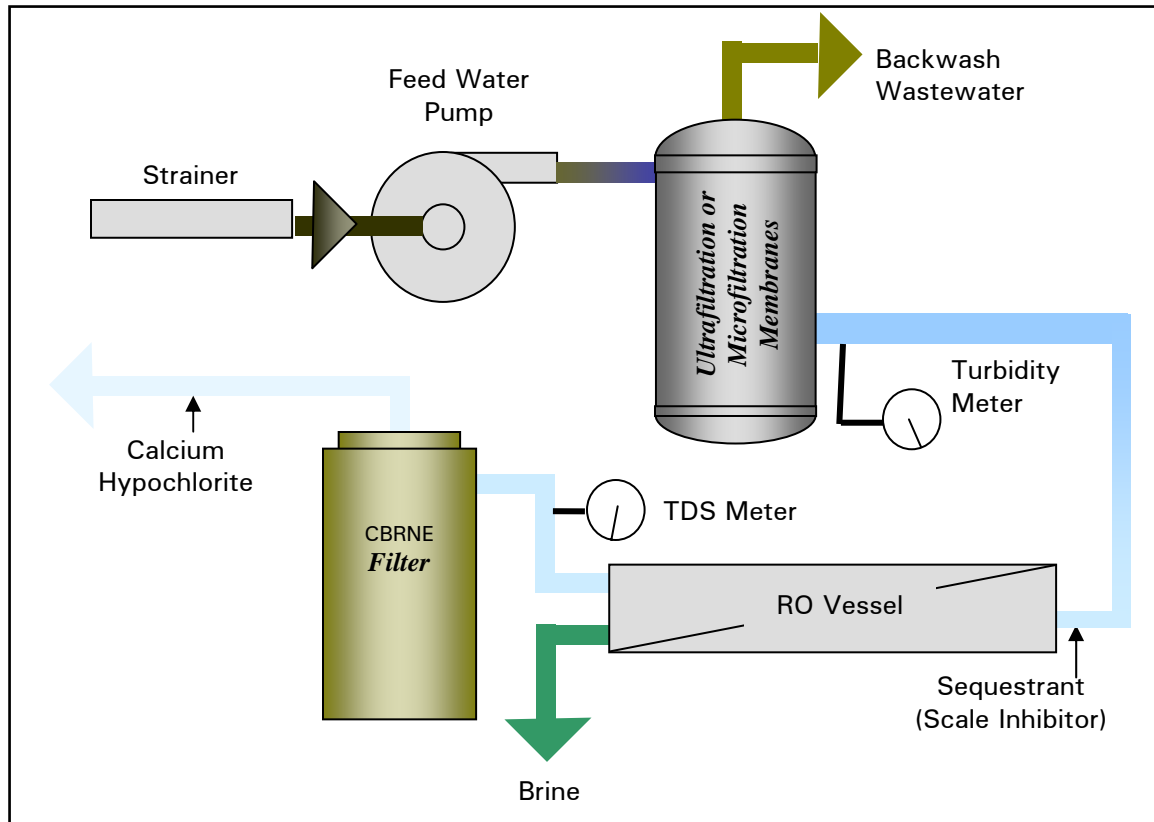 Backwash
Wastewater
Feed Water
Pump
Strainer
Ultrafiltration or
Microfiltration
Membranes
Turbidity
Meter
Calcium
Hypochlorite
TDS Meter
CBRNE
Filter
RO Vessel
Sequestrant
(Scale Inhibitor)
Brine